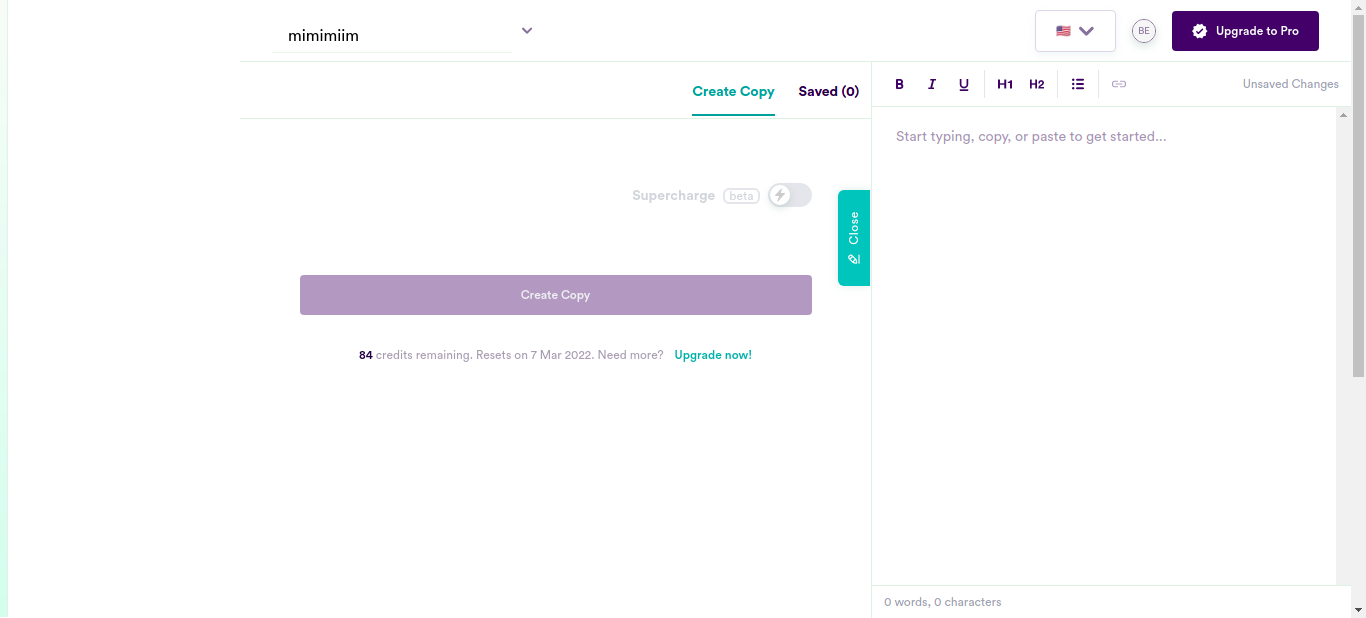 mimimiim
BE
Upgrade to Pro
Create Copy
Saved (0)
B I U H1 H2
Unsaved Changes
Start typing, copy, or paste to get started...
Supercharge beta
Close
Create Copy
84 credits remaining. Resets on 7 Mar 2022. Need more? Upgrade now!
0 words, 0 characters